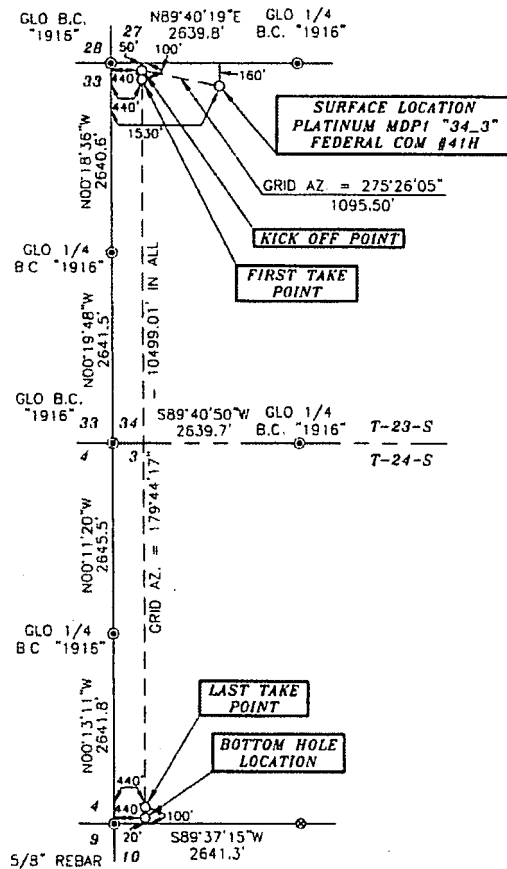 GLO B.C.
"1915"
27
28
33
50'
N89°40'19"E
2639.8'
GLO 1/4
B.C. "1916"
100'
160'
440'
440'
1530'
SURFACE LOCATION
PLATINUM MDP1 "34_3"
FEDERAL COM #41H
GRID AZ. = 275°26'05"
1095.50'
KICK OFF POINT
FIRST TAKE
POINT
N00°18'36"W
2640.6'
GLO 1/4
B.C "1916"
N00°19'48"W
2641.5'
GRID AZ. = 179°44'17" - 10499.01' IN ALL
GLO B.C.
"1916"
33
34
4
3
S89°40'50"W
2639.7'
GLO 1/4
B.C. "1916"
T-23-S
T-24-S
N00°11'20"W
2645.5'
GLO 1/4
B C "1916"
N00°13'11"W
2641.8'
LAST TAKE
POINT
BOTTOM HOLE
LOCATION
440'
440'
100'
20'
4
9
10
S89°37'15"W
2641.3'
5/8" REBAR